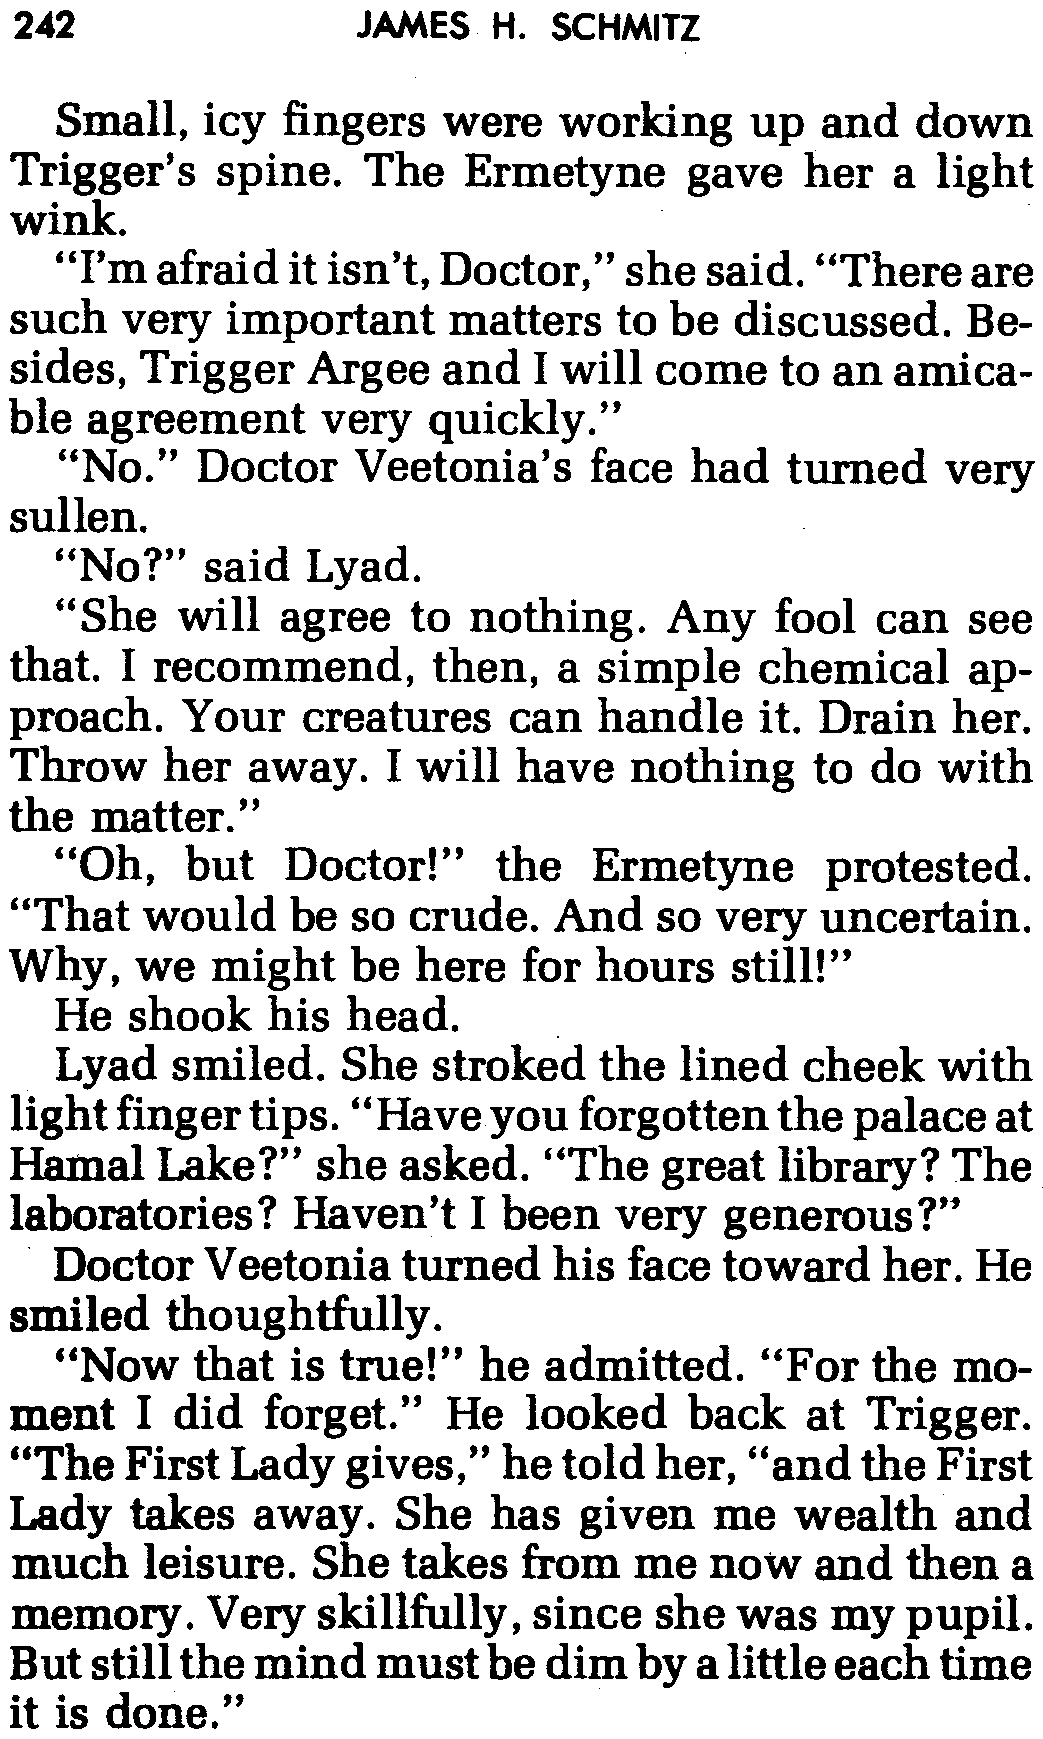 242 JAMES H. SCHMITZ
Small, icy fingers were working up and down
Trigger's spine. The Ermetyne gave her a light
wink.
"I'm afraid it isn't, Doctor," she said. "There are
such very important matters to be discussed. Be-
sides, Trigger Argee and I will come to an amica-
ble agreement very quickly."
"No." Doctor Veetonia's face had turned very
sullen.
"No?" said Lyad.
"She will agree to nothing. Any fool can see
that. I recommend, then, a simple chemical ap-
proach. Your creatures can handle it. Drain her.
Throw her away. I will have nothing to do with
the matter."
"Oh, but Doctor!" the Ermetyne protested.
"That would be so crude. And so very uncertain.
Why, we might be here for hours still!"
He shook his head.
Lyad smiled. She stroked the lined cheek with
light finger tips. "Have you forgotten the palace at
Hamal Lake?" she asked. "The great library? The
laboratories? Haven't I been very generous?"
Doctor Veetonia turned his face toward her. He
smiled thoughtfully.
"Now that is true!" he admitted. "For the mo-
ment I did forget." He looked back at Trigger.
"The First Lady gives," he told her, "and the First
Lady takes away. She has given me wealth and
much leisure. She takes from me now and then a
memory. Very skillfully, since she was my pupil.
But still the mind must be dim by a little each time
it is done."